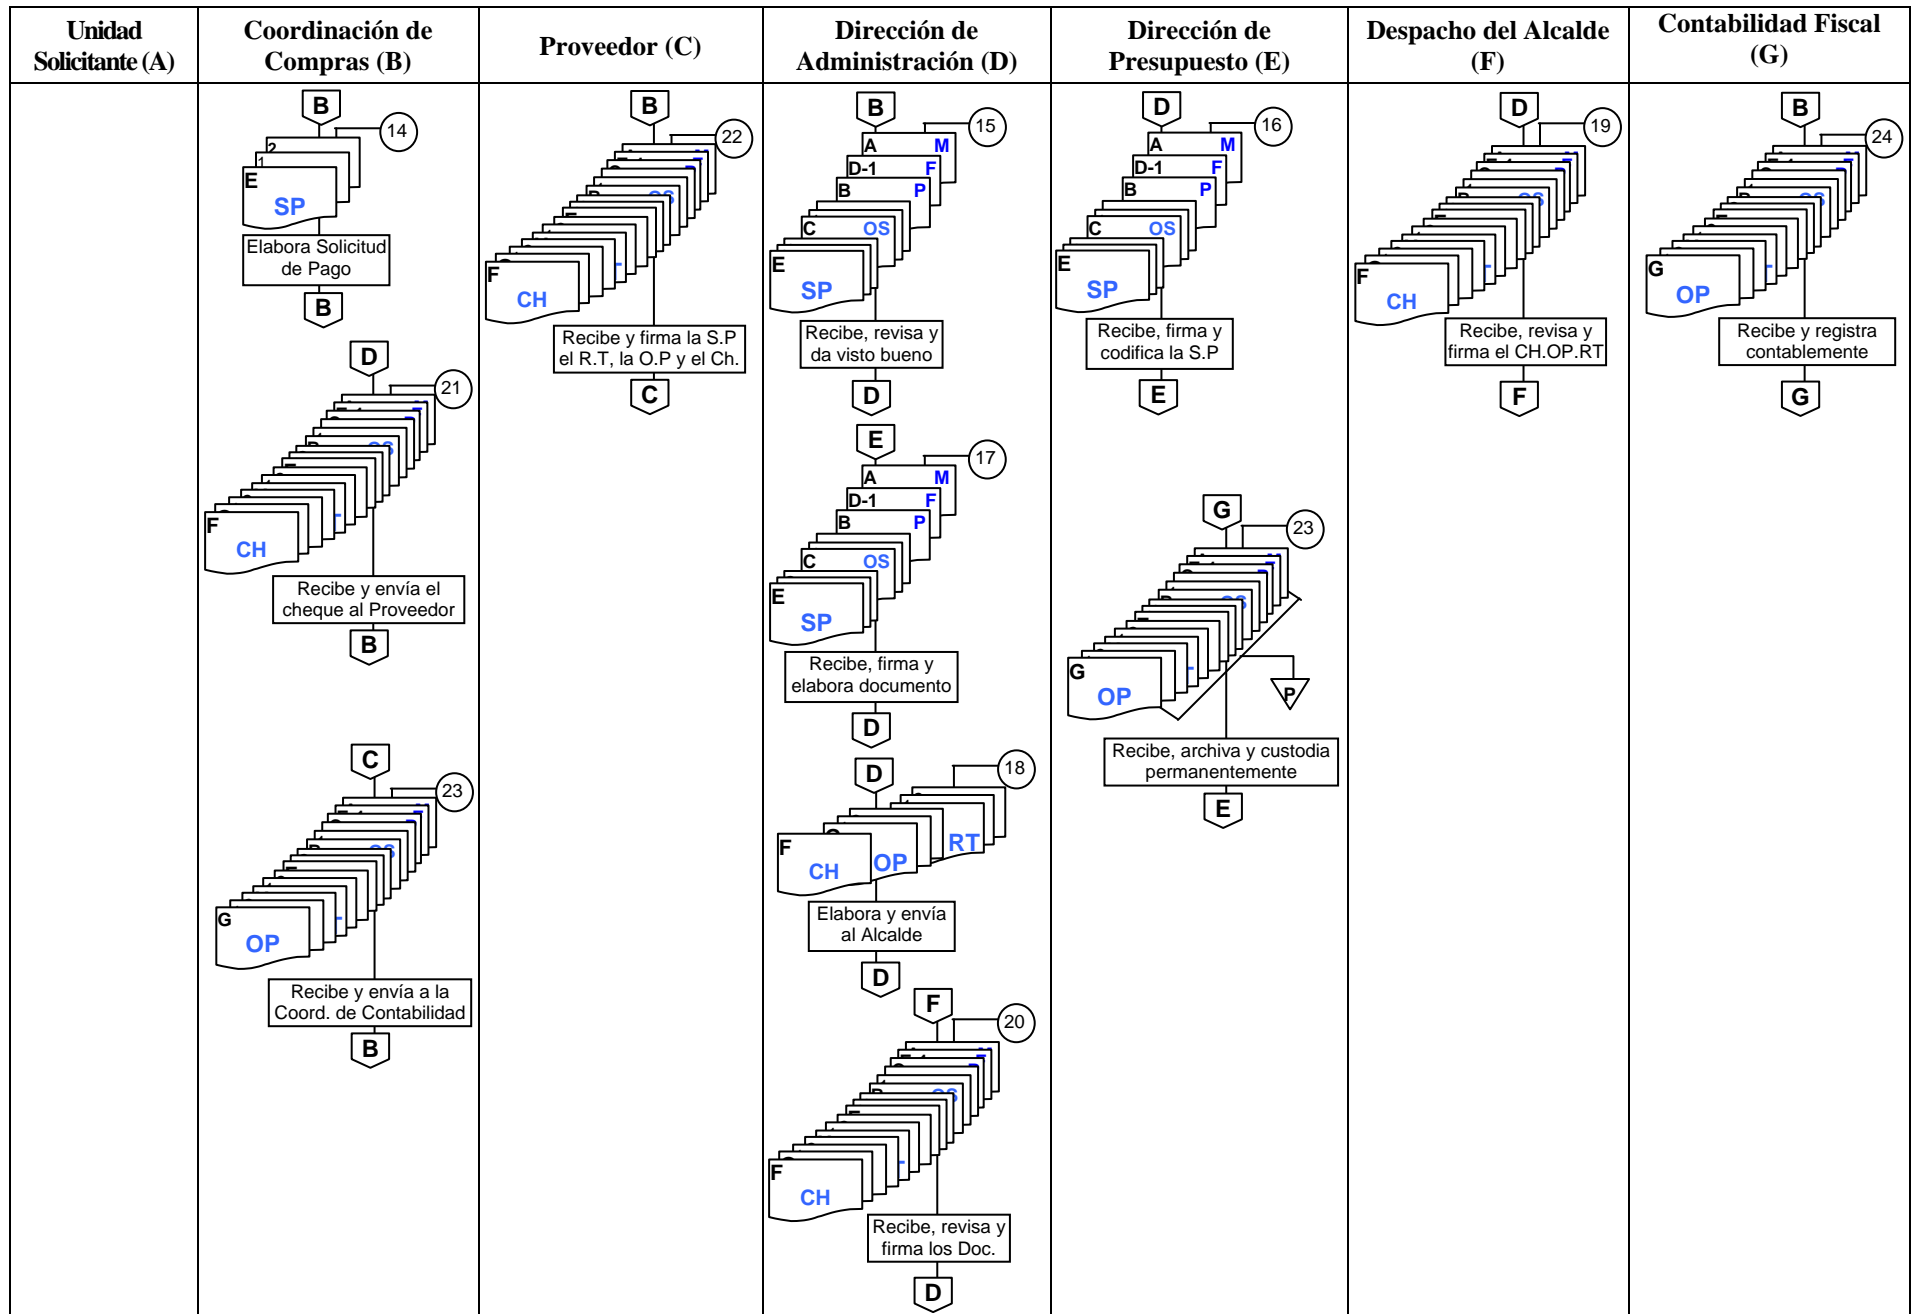 Unidad
Solicitante (A)
Coordinación de
Compras (B)
Proveedor (C)
Dirección de
Administración (D)
Dirección de
Presupuesto (E)
Despacho del Alcalde
(F)
Contabilidad Fiscal
(G)
B
14
2
1
E
SP
Elabora Solicitud
de Pago
B
D
21
OS
F
CH
Recibe y envía el
cheque al Proveedor
B
C
23
G
OP
Recibe y envía a la
Coord. de Contabilidad
B
B
22
OS
F
CH
Recibe y firma la S.P
el R.T, la O.P y el Ch.
C
B
15
A M
D-1 F
B P
C OS
E
SP
Recibe, revisa y
da visto bueno
D
E
17
A M
D-1 F
B P
C OS
E
SP
Recibe, firma y
elabora documento
D
D
18
RT
OP
F
CH
Elabora y envía
al Alcalde
D
F
20
OS
F
CH
Recibe, revisa y
firma los Doc.
D
D
16
A M
D-1 F
B P
C OS
E
SP
Recibe, firma y
codifica la S.P
E
G
23
OS
G
OP
P
Recibe, archiva y custodia
permanentemente
E
D
19
OS
F
CH
Recibe, revisa y
firma el CH.OP.RT
F
B
24
G
OP
Recibe y registra
contablemente
G